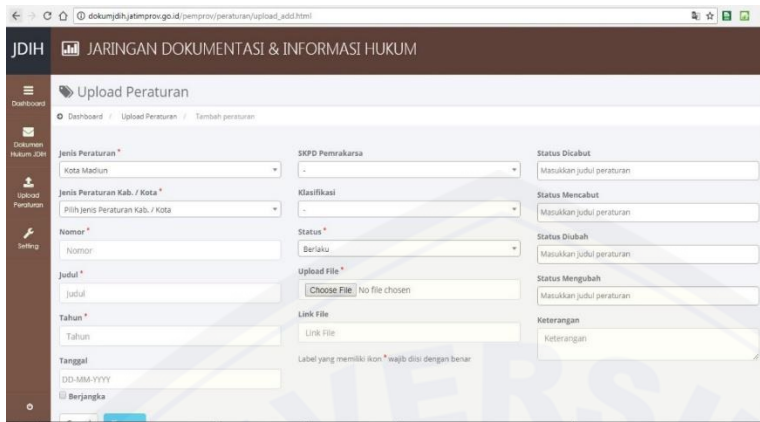 dokumjdih.jatimprov.go.id/pemprov/peraturan/upload_add.html
JDIH
JARINGAN DOKUMENTASI & INFORMASI HUKUM
Dashboard
Dokumen
Hukum JDIH
Upload
Peraturan
Setting
Upload Peraturan
Dashboard / Upload Peraturan / Tambah peraturan
Jenis Peraturan *
Kota Madiun
Jenis Peraturan Kab. / Kota *
Pilih Jenis Peraturan Kab. / Kota
Nomor *
Nomor
Judul *
Judul
Tahun *
Tahun
Tanggal
DD-MM-YYYY
Berjangka
SKPD Pemrakarsa
-
Klasifikasi
-
Status *
Berlaku
Upload File *
Choose File No file chosen
Link File
Link File
Label yang memiliki ikon * wajib diisi dengan benar
Status Dicabut
Masukkan judul peraturan
Status Mencabut
Masukkan judul peraturan
Status Diubah
Masukkan judul peraturan
Status Mengubah
Masukkan judul peraturan
Keterangan
Keterangan